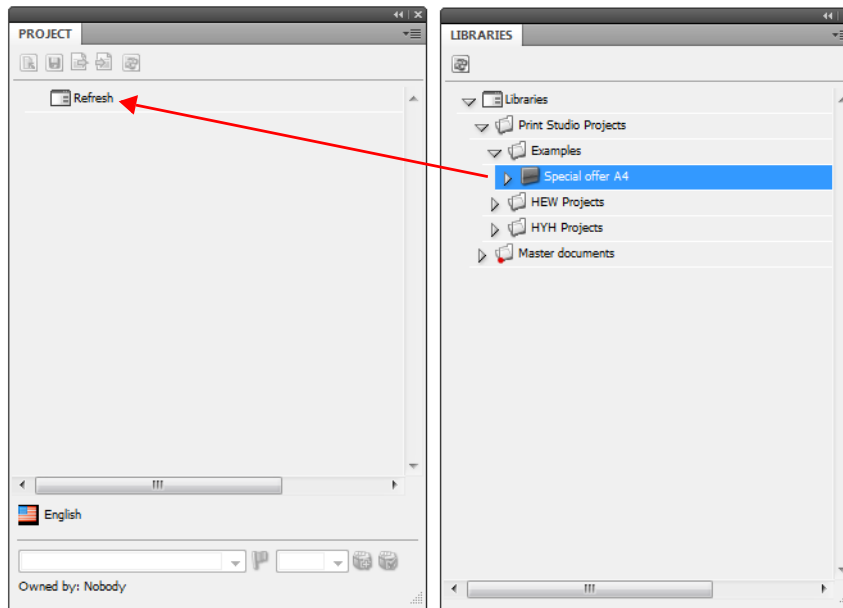 PROJECT
Refresh
English
Owned by: Nobody
LIBRARIES
Libraries
Print Studio Projects
Examples
Special offer A4
HEW Projects
HYH Projects
Master documents